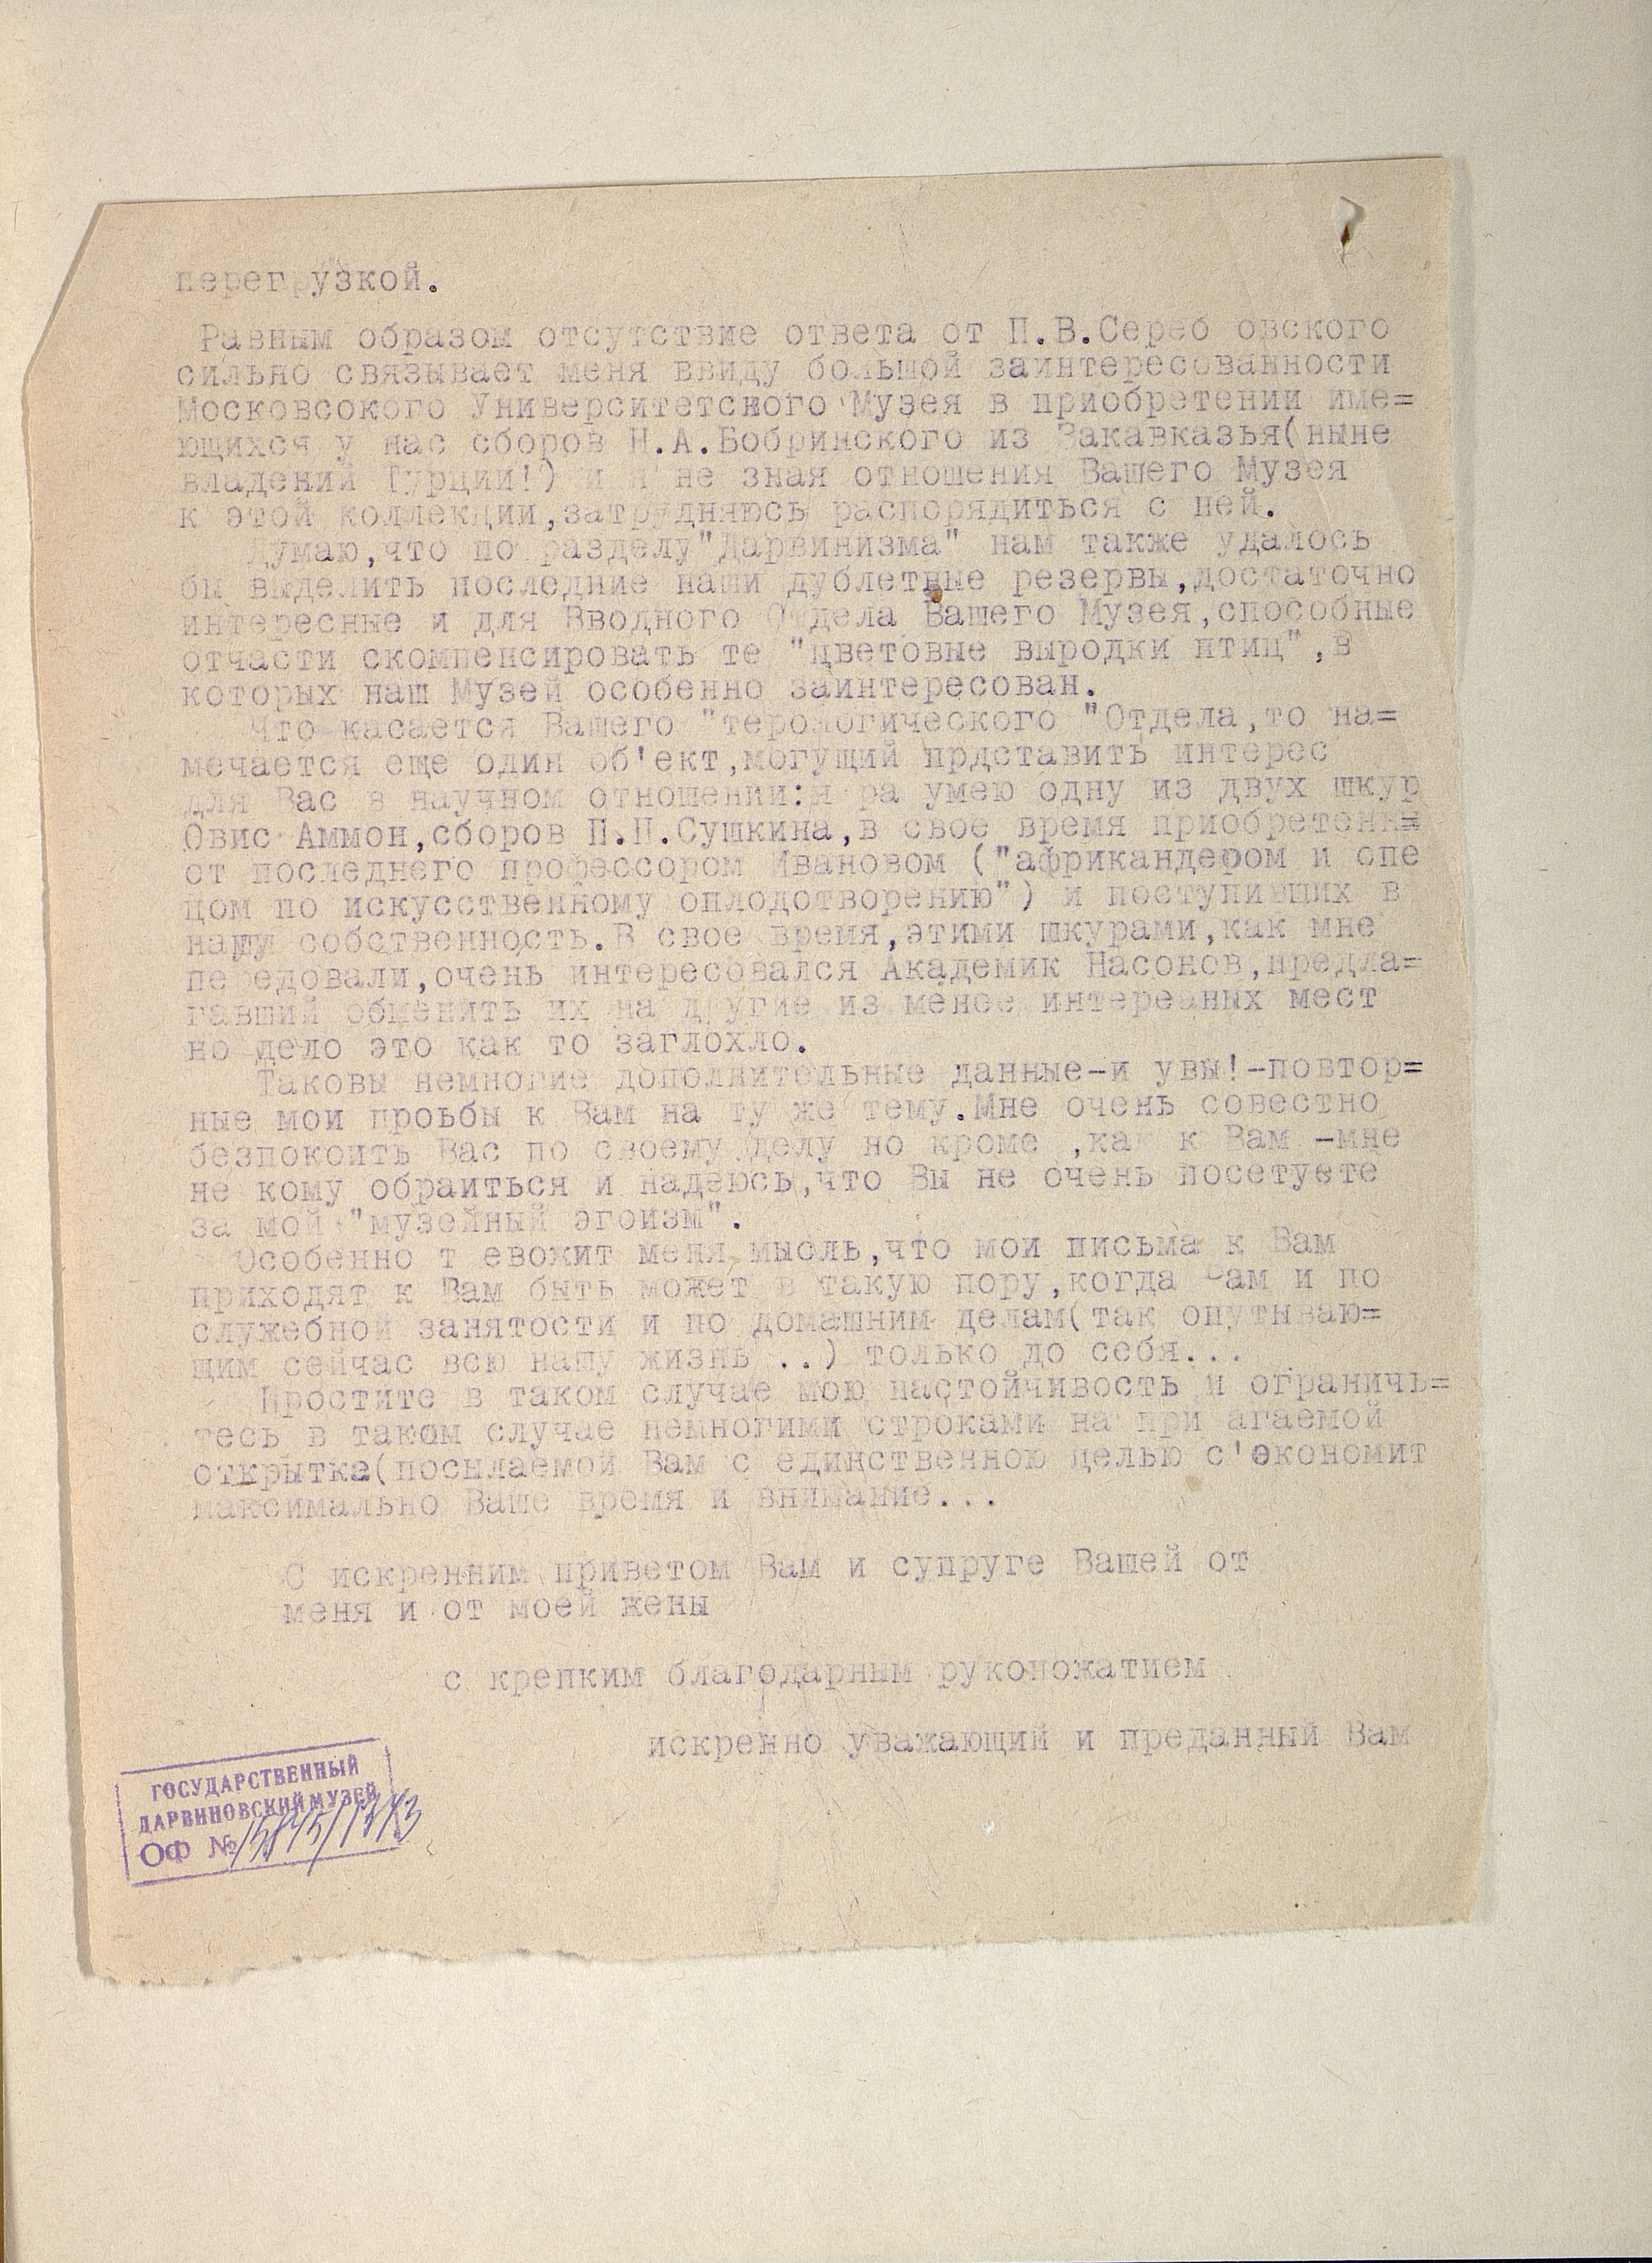 перегрузкой.
Равным образом отсутствие ответа от П.В.Сереб овского
сильно связывает меня ввиду большой заинтересованности
Московсокого Университетского Музея в приобретении име=
ющихся у нас сборов Н.А.Бобринского из Закавказья(ныне
владений Турции!) и я не зная отношения Вашего Музея
к этой коллекции,затрудняюсь распорядиться с ней.
Думаю,что по разделу"Дарвинизма" нам также удалось
бы выделить последние наши дублетные резервы,достаточно
интересные и для Вводного Отдела Вашего Музея,способные
отчасти скомпенсировать те "цветовые выродки птиц",в
которых наш Музей особенно заинтересован.
Что касается Вашего "терологического "Отдела,то на=
мечается еще один об'ект,могущий прдставить интерес
для Вас в научном отношении:я ра умею одну из двух шкур
Овис Аммон,сборов П.П.Сушкина,в свое время приобретенны
от последнего профессором Ивановом ("африкандером и спе
цом по искусственному оплодотворению") и поступивших в
нашу собственность.В свое время,этими шкурами,как мне
передовали,очень интересовался Академик Насонов,предла=
гавший обменить их на другие из менее интереаных мест
но дело это как то заглохло.
Таковы немногие дополнительные данные-и увы!-повтор=
ные мои проьбы к Вам на ту же тему.Мне очень совестно
безпокоить Вас по своему делу но кроме ,как к Вам -мне
не кому обраиться и надеюсь,что Вы не очень посетуете
за мой "музейный эгоизм".
Особенно т евожит меня мысль,что мои письма к Вам
приходят к Вам быть может в такую пору,когда Вам и по
служебной занятости и по домашним делам(так опутываю=
щим сейчас всю нашу жизнь ..) только до себя...
Простите в таком случае мою настойчивость и ограничь=
тесь в таком случае немногими строками на при агаемой
открытке(посылаемой Вам с единственною целью с'экономит
максимально Ваше время и внимание...
С искренним приветом Вам и супруге Вашей от
меня и от моей жены
с крепким благодарным рукопожатием
искренно уважающий и преданный Вам
ГОСУДАРСТВЕННЫЙ
ДАРВИНОВСКИЙ МУЗЕЙ
ОФ №